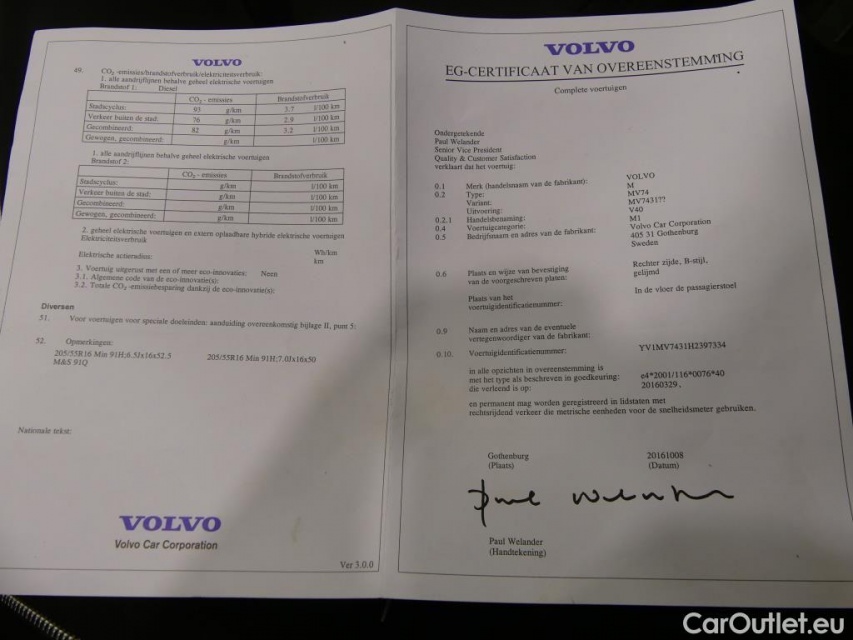 VOLVO
49. CO2 -emissies/brandstofverbruik/elektriciteitsverbruik:
1. alle aandrijflijnen behalve geheel elektrische voertuigen
Brandstof 1: Diesel
CO2 - emissies Brandstofverbruik
Stadscyclus: 93 g/km 3.7 l/100 km
Verkeer buiten de stad: 76 g/km 2.9 l/100 km
Gecombineerd: 82 g/km 3.2 l/100 km
Gewogen, gecombineerd: g/km l/100 km
1. alle aandrijflijnen behalve geheel elektrische voertuigen
Brandstof 2:
CO2 - emissies Brandstofverbruik
Stadscyclus: g/km l/100 km
Verkeer buiten de stad: g/km l/100 km
Gecombineerd: g/km l/100 km
Gewogen, gecombineerd: g/km l/100 km
2. geheel elektrische voertuigen en extern oplaadbare hybride elektrische voertuigen
Elektriciteitsverbruik Wh/km
Elektrische actieradius: km
3. Voertuig uitgerust met een of meer eco-innovaties: Neen
3.1. Algemene code van de eco-innovatie(s):
3.2. Totale CO2 -emissiebesparing dankzij de eco-innovatie(s):
Diversen
51. Voor voertuigen voor speciale doeleinden: aanduiding overeenkomstig bijlage II, punt 5:
52. Opmerkingen:
205/55R16 Min 91H;6.5Jx16x52.5 205/55R16 Min 91H;7.0Jx16x50
M&S 91Q
Nationale tekst:
VOLVO
Volvo Car Corporation
Ver 3.0.0
VOLVO
EG-CERTIFICAAT VAN OVEREENSTEMMING
Complete voertuigen
Ondergetekende
Paul Welander
Senior Vice President
Quality & Customer Satisfaction
verklaart dat het voertuig:
0.1 Merk (handelsnaam van de fabrikant): VOLVO
0.2 Type: M
Variant: MV74
Uitvoering: MV7431??
0.2.1 Handelsbenaming: V40
0.4 Voertuigcategorie: M1
0.5 Bedrijfsnaam en adres van de fabrikant: Volvo Car Corporation
405 31 Gothenburg
Sweden
0.6 Plaats en wijze van bevestiging Rechter zijde, B-stijl,
van de voorgeschreven platen: gelijmd
Plaats van het In de vloer de passagierstoel
voertuigidentificatienummer:
0.9 Naam en adres van de eventuele
vertegenwoordiger van de fabrikant:
0.10. Voertuigidentificatienummer: YV1MV7431H2397334
in alle opzichten in overeenstemming is
met het type als beschreven in goedkeuring: e4*2001/116*0076*40
die verleend is op: 20160329 .
en permanent mag worden geregistreerd in lidstaten met
rechtsrijdend verkeer die metrische eenheden voor de snelheidsmeter gebruiken.
Gothenburg 20161008
(Plaats) (Datum)
Paul Welander
Paul Welander
(Handtekening)
CarOutlet.eu